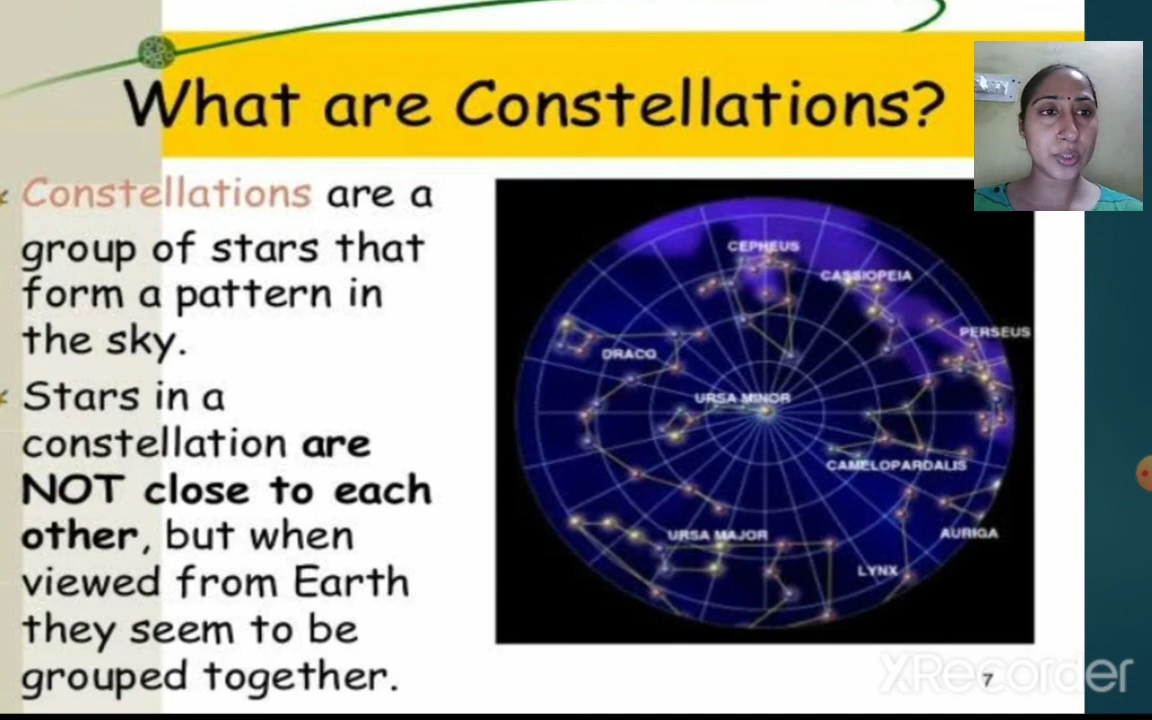 What are Constellations?
Constellations are a
group of stars that
form a pattern in
the sky.
Stars in a
constellation are
NOT close to each
other, but when
viewed from Earth
they seem to be
grouped together.
CEPHEUS
CASSIOPEIA
PERSEUS
DRACO
URSA MINOR
CAMELOPARDALIS
URSA MAJOR
AURIGA
LYNX
XRecorder
7